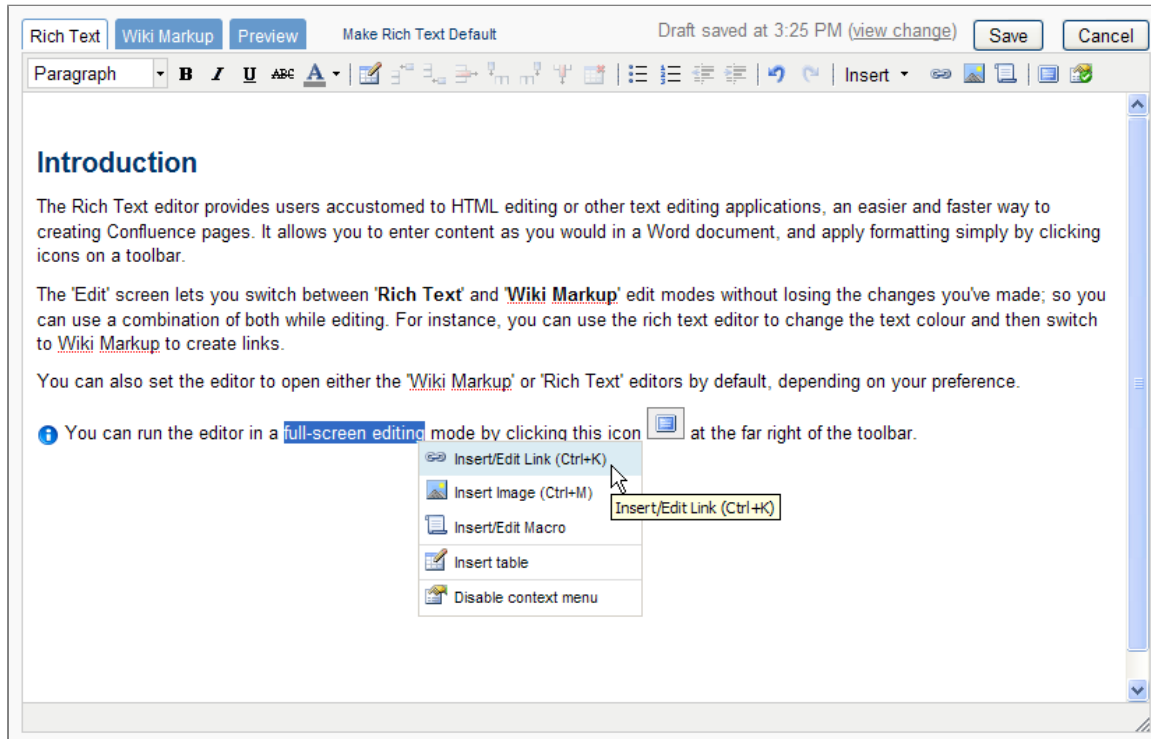 Rich Text Wiki Markup Preview Make Rich Text Default Draft saved at 3:25 PM (view change) Save Cancel
Paragraph B I U ABC A Insert
Introduction
The Rich Text editor provides users accustomed to HTML editing or other text editing applications, an easier and faster way to
creating Confluence pages. It allows you to enter content as you would in a Word document, and apply formatting simply by clicking
icons on a toolbar.
The 'Edit' screen lets you switch between 'Rich Text' and 'Wiki Markup' edit modes without losing the changes you've made; so you
can use a combination of both while editing. For instance, you can use the rich text editor to change the text colour and then switch
to Wiki Markup to create links.
You can also set the editor to open either the 'Wiki Markup' or 'Rich Text' editors by default, depending on your preference.
You can run the editor in a full-screen editing mode by clicking this icon at the far right of the toolbar.
Insert/Edit Link (Ctrl+K)
Insert Image (Ctrl+M)
Insert/Edit Link (Ctrl+K)
Insert/Edit Macro
Insert table
Disable context menu